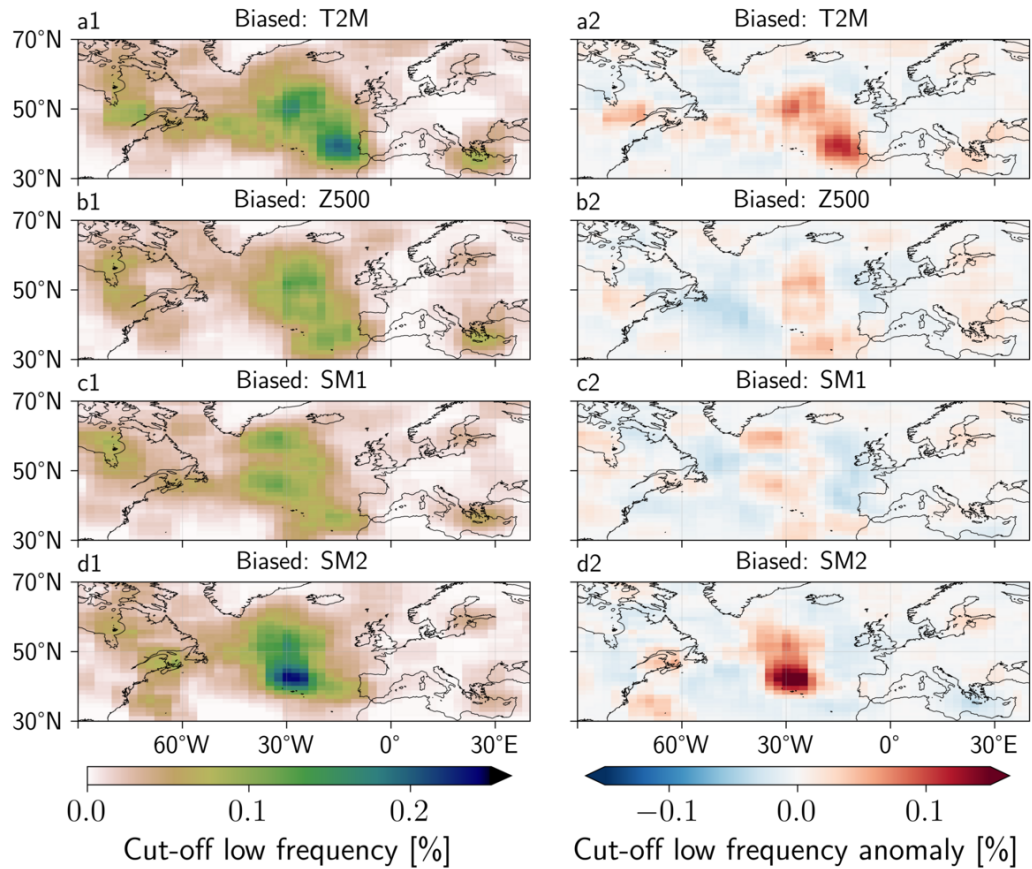 a1 Biased: T2M
a2 Biased: T2M
70°N
50°N
30°N
b1 Biased: Z500
b2 Biased: Z500
70°N
50°N
30°N
c1 Biased: SM1
c2 Biased: SM1
70°N
50°N
30°N
d1 Biased: SM2
d2 Biased: SM2
70°N
50°N
30°N
60°W 30°W 0° 30°E
60°W 30°W 0° 30°E
0.0 0.1 0.2
−0.1 0.0 0.1
Cut-off low frequency [%]
Cut-off low frequency anomaly [%]